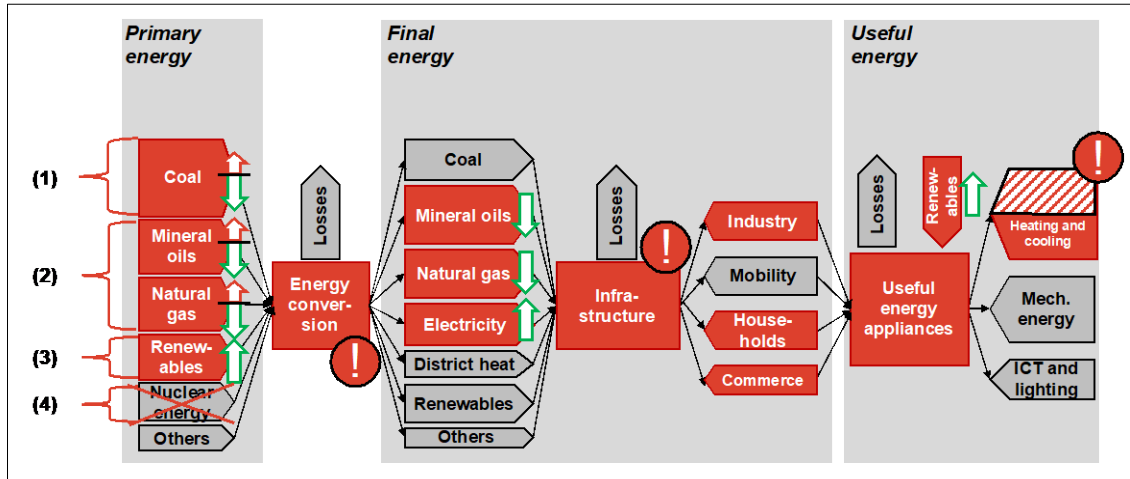 Primary
energy
Final
energy
Useful
energy
(1)
Coal
(2)
Mineral
oils
Natural
gas
(3)
Renew-
ables
(4)
Nuclear
energy
Others
Losses
Energy
conver-
sion
!
Coal
Mineral oils
Natural gas
Electricity
District heat
Renewables
Others
Losses
!
Infra-
structure
Industry
Mobility
House-
holds
Commerce
Losses
Renew-
ables
Useful
energy
appliances
!
Heating and
cooling
Mech.
energy
ICT and
lighting